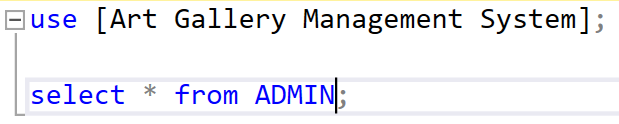 use [Art Gallery Management System];
select * from ADMIN;